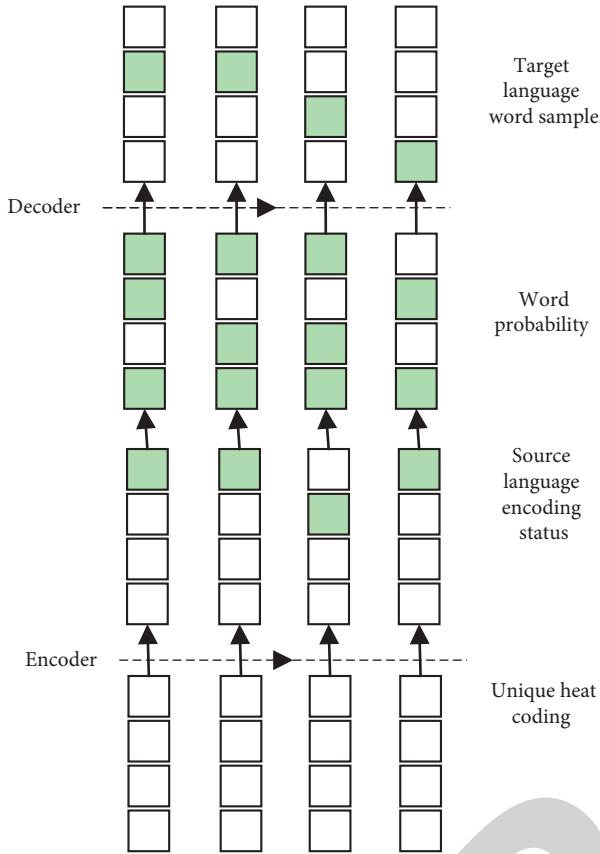 Target
language
word sample
Decoder
Word
probability
Source
language
encoding
status
Encoder
Unique heat
coding